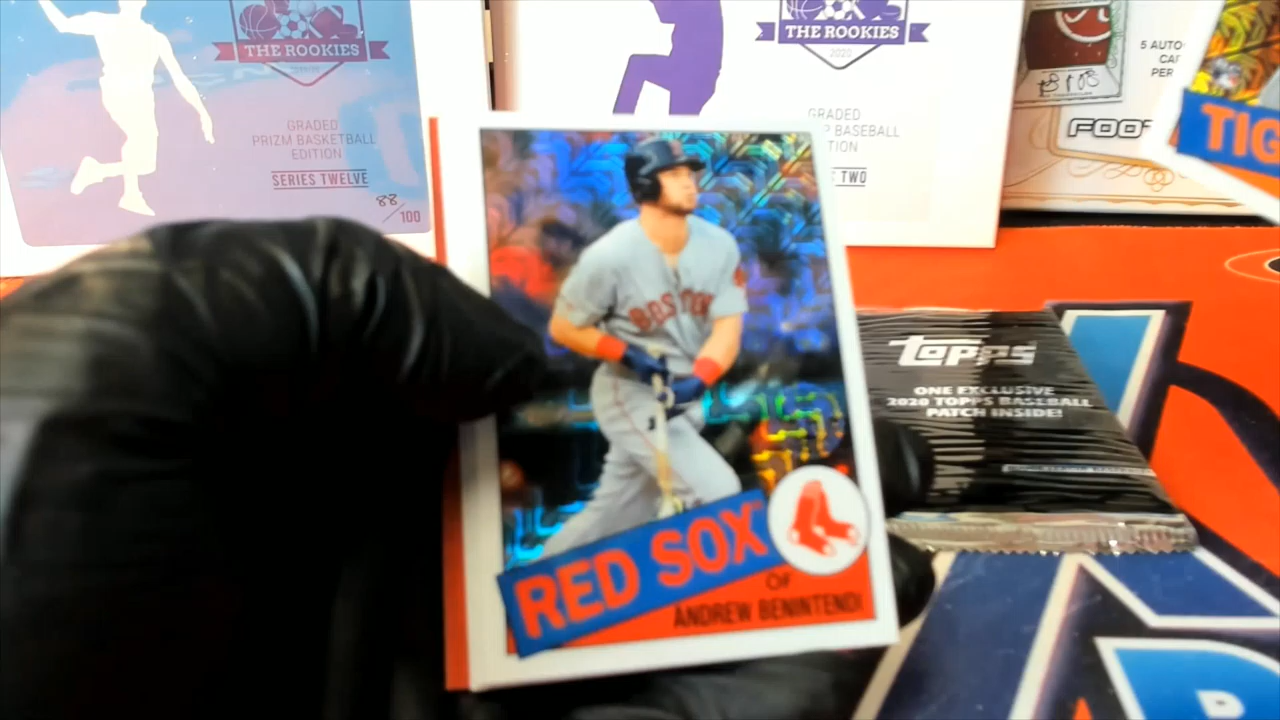 THE ROOKIES
GRADED
PRIZM BASKETBALL
EDITION
SERIES TWELVE
88/100
THE ROOKIES
2020
GRADED
BASEBALL
TWO
5 AUTO
PER
FOO
TIG
BOSTON
RED SOX
OF
ANDREW BENINTENDI
topps
ONE EXCLUSIVE
2020 TOPPS BASEBALL
PATCH INSIDE!